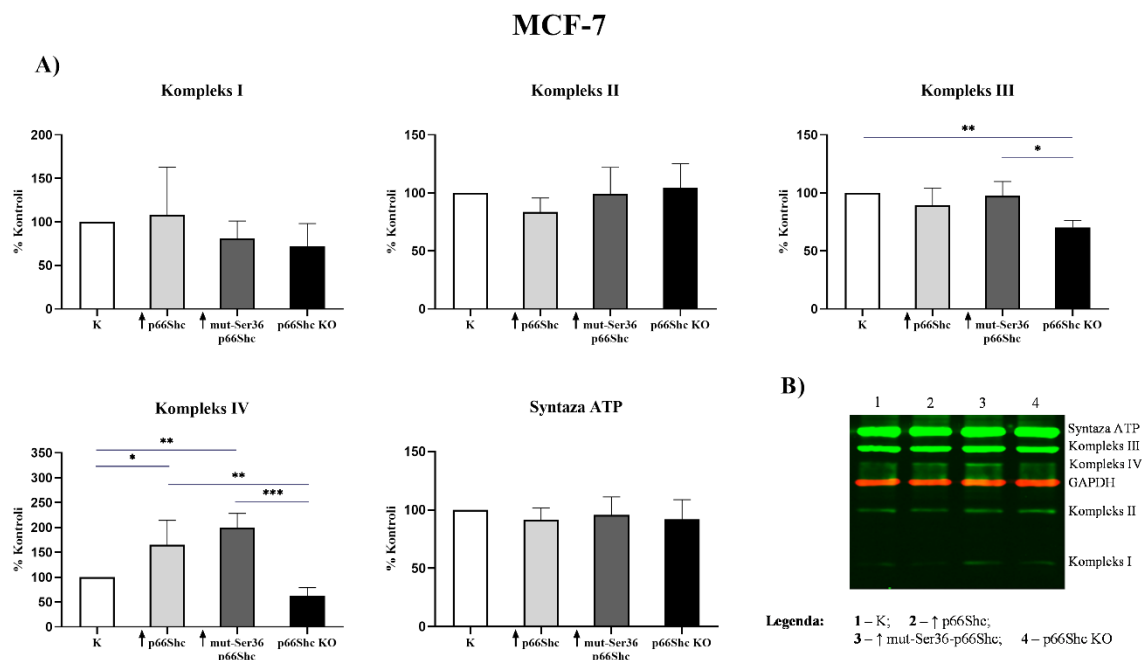 MCF-7
A)
Kompleks I
% Kontroli
200
150
100
50
0
K
↑ p66Shc
↑ mut-Ser36
p66Shc
p66Shc KO
Kompleks II
% Kontroli
150
100
50
0
K
↑ p66Shc
↑ mut-Ser36
p66Shc
p66Shc KO
Kompleks III
% Kontroli
150
100
50
0
**
*
K
↑ p66Shc
↑ mut-Ser36
p66Shc
p66Shc KO
Kompleks IV
% Kontroli
350
300
250
200
150
100
50
0
**
*
**
***
K
↑ p66Shc
↑ mut-Ser36
p66Shc
p66Shc KO
Syntaza ATP
% Kontroli
150
100
50
0
K
↑ p66Shc
↑ mut-Ser36
p66Shc
p66Shc KO
B)
1 2 3 4
Syntaza ATP
Kompleks III
Kompleks IV
GAPDH
Kompleks II
Kompleks I
Legenda: 1 – K; 2 – ↑ p66Shc;
3 – ↑ mut-Ser36-p66Shc; 4 – p66Shc KO